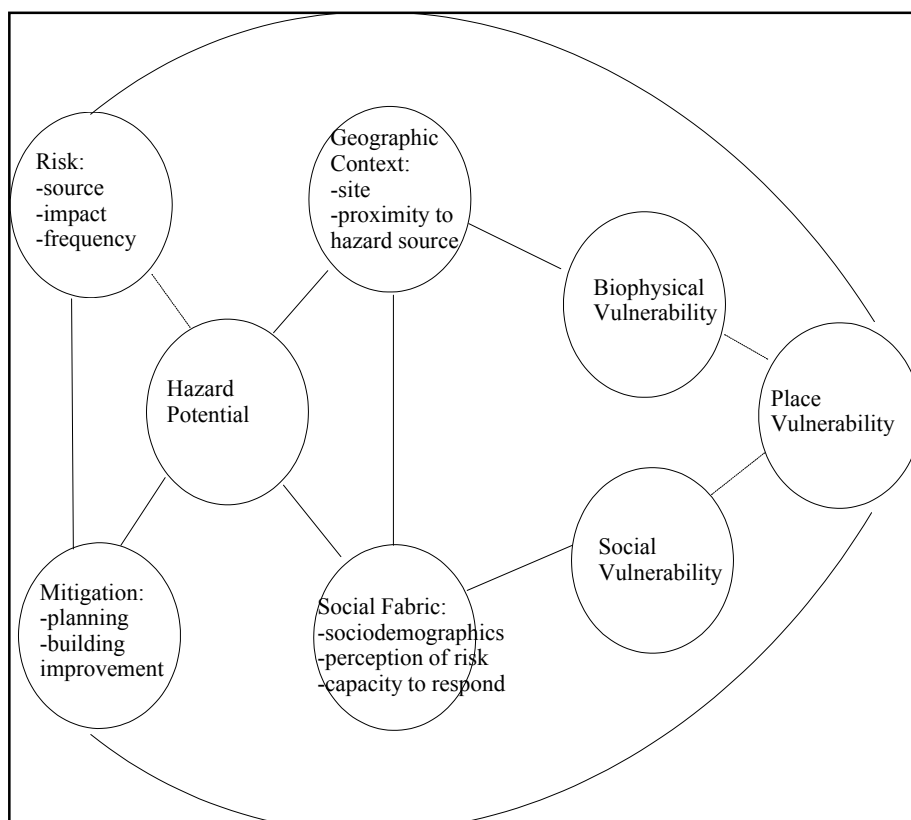 Risk:
-source
-impact
-frequency
Geographic
Context:
-site
-proximity to
hazard source
Biophysical
Vulnerability
Hazard
Potential
Place
Vulnerability
Mitigation:
-planning
-building
improvement
Social Fabric:
-sociodemographics
-perception of risk
-capacity to respond
Social
Vulnerability